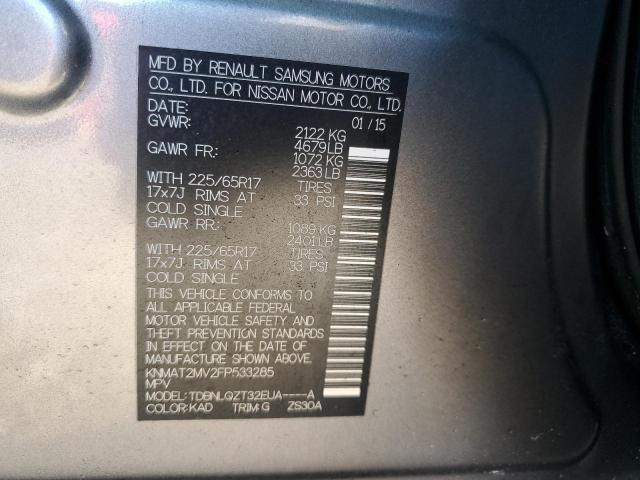 MFD BY RENAULT SAMSUNG MOTORS
CO., LTD. FOR NISSAN MOTOR CO., LTD.
DATE: 01/15
GVWR: 2122 KG
4679LB
GAWR FR: 1072 KG
2363LB
WITH 225/65R17 TIRES
17x7J RIMS AT 33 PSI
COLD SINGLE
GAWR RR: 1089 KG
2401LB
WITH 225/65R17 TIRES
17x7J RIMS AT 33 PSI
COLD SINGLE
THIS VEHICLE CONFORMS TO
ALL APPLICABLE FEDERAL
MOTOR VEHICLE SAFETY AND
THEFT PREVENTION STANDARDS
IN EFFECT ON THE DATE OF
MANUFACTURE SHOWN ABOVE.
KNMAT2MV2FP533285
MPV
MODEL: TDBNLQZT32EUA----A
COLOR: KAD TRIM: G ZS30A